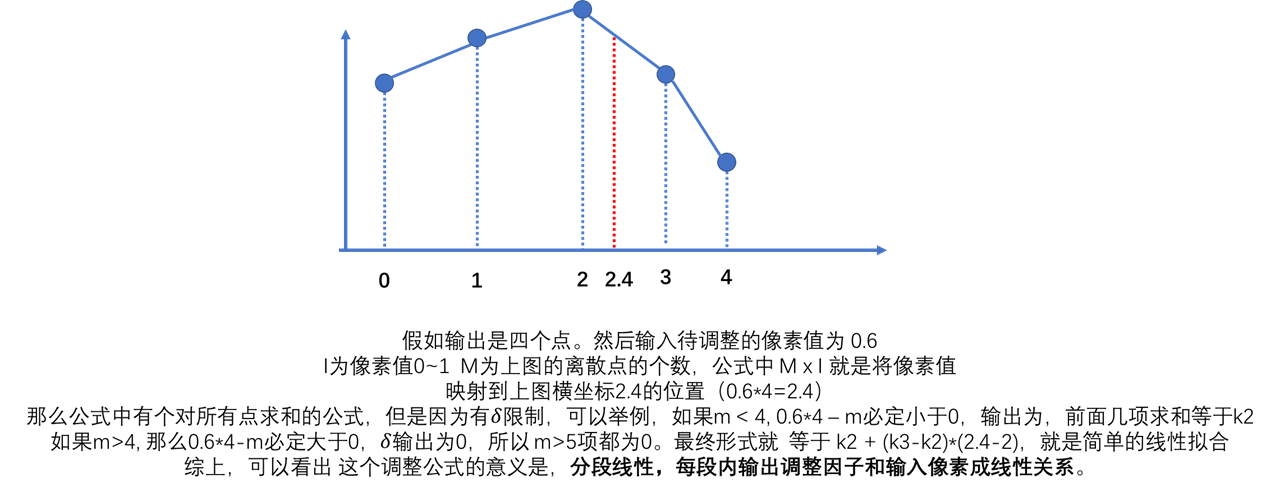 0 1 2 2.4 3 4
假如输出是四个点。然后输入待调整的像素值为 0.6
I为像素值0~1 M为上图的离散点的个数，公式中 M x I 就是将像素值
映射到上图横坐标2.4的位置（0.6*4=2.4）
那么公式中有个对所有点求和的公式，但是因为有δ限制，可以举例，如果m < 4, 0.6*4 – m必定小于0，输出为，前面几项求和等于k2
如果m>4, 那么0.6*4-m必定大于0，δ输出为0，所以 m>5项都为0。最终形式就 等于 k2 + (k3-k2)*(2.4-2)，就是简单的线性拟合
综上，可以看出 这个调整公式的意义是，分段线性，每段内输出调整因子和输入像素成线性关系。